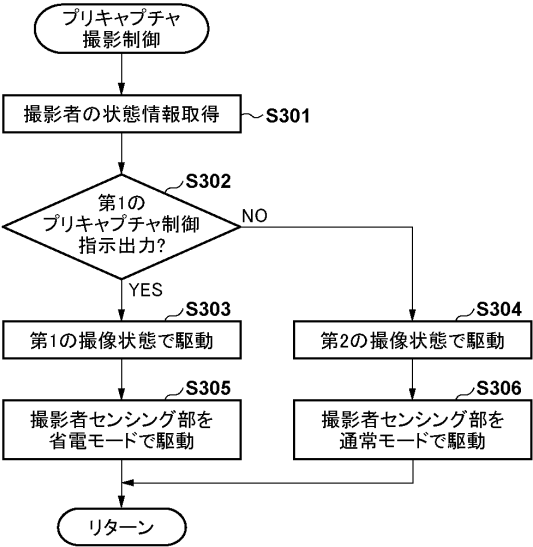 プリキャプチャ
撮影制御
撮影者の状態情報取得
S301
S302
第1の
プリキャプチャ制御
指示出力?
NO
YES
S303
第1の撮像状態で駆動
S304
第2の撮像状態で駆動
S305
撮影者センシング部を
省電モードで駆動
S306
撮影者センシング部を
通常モードで駆動
リターン